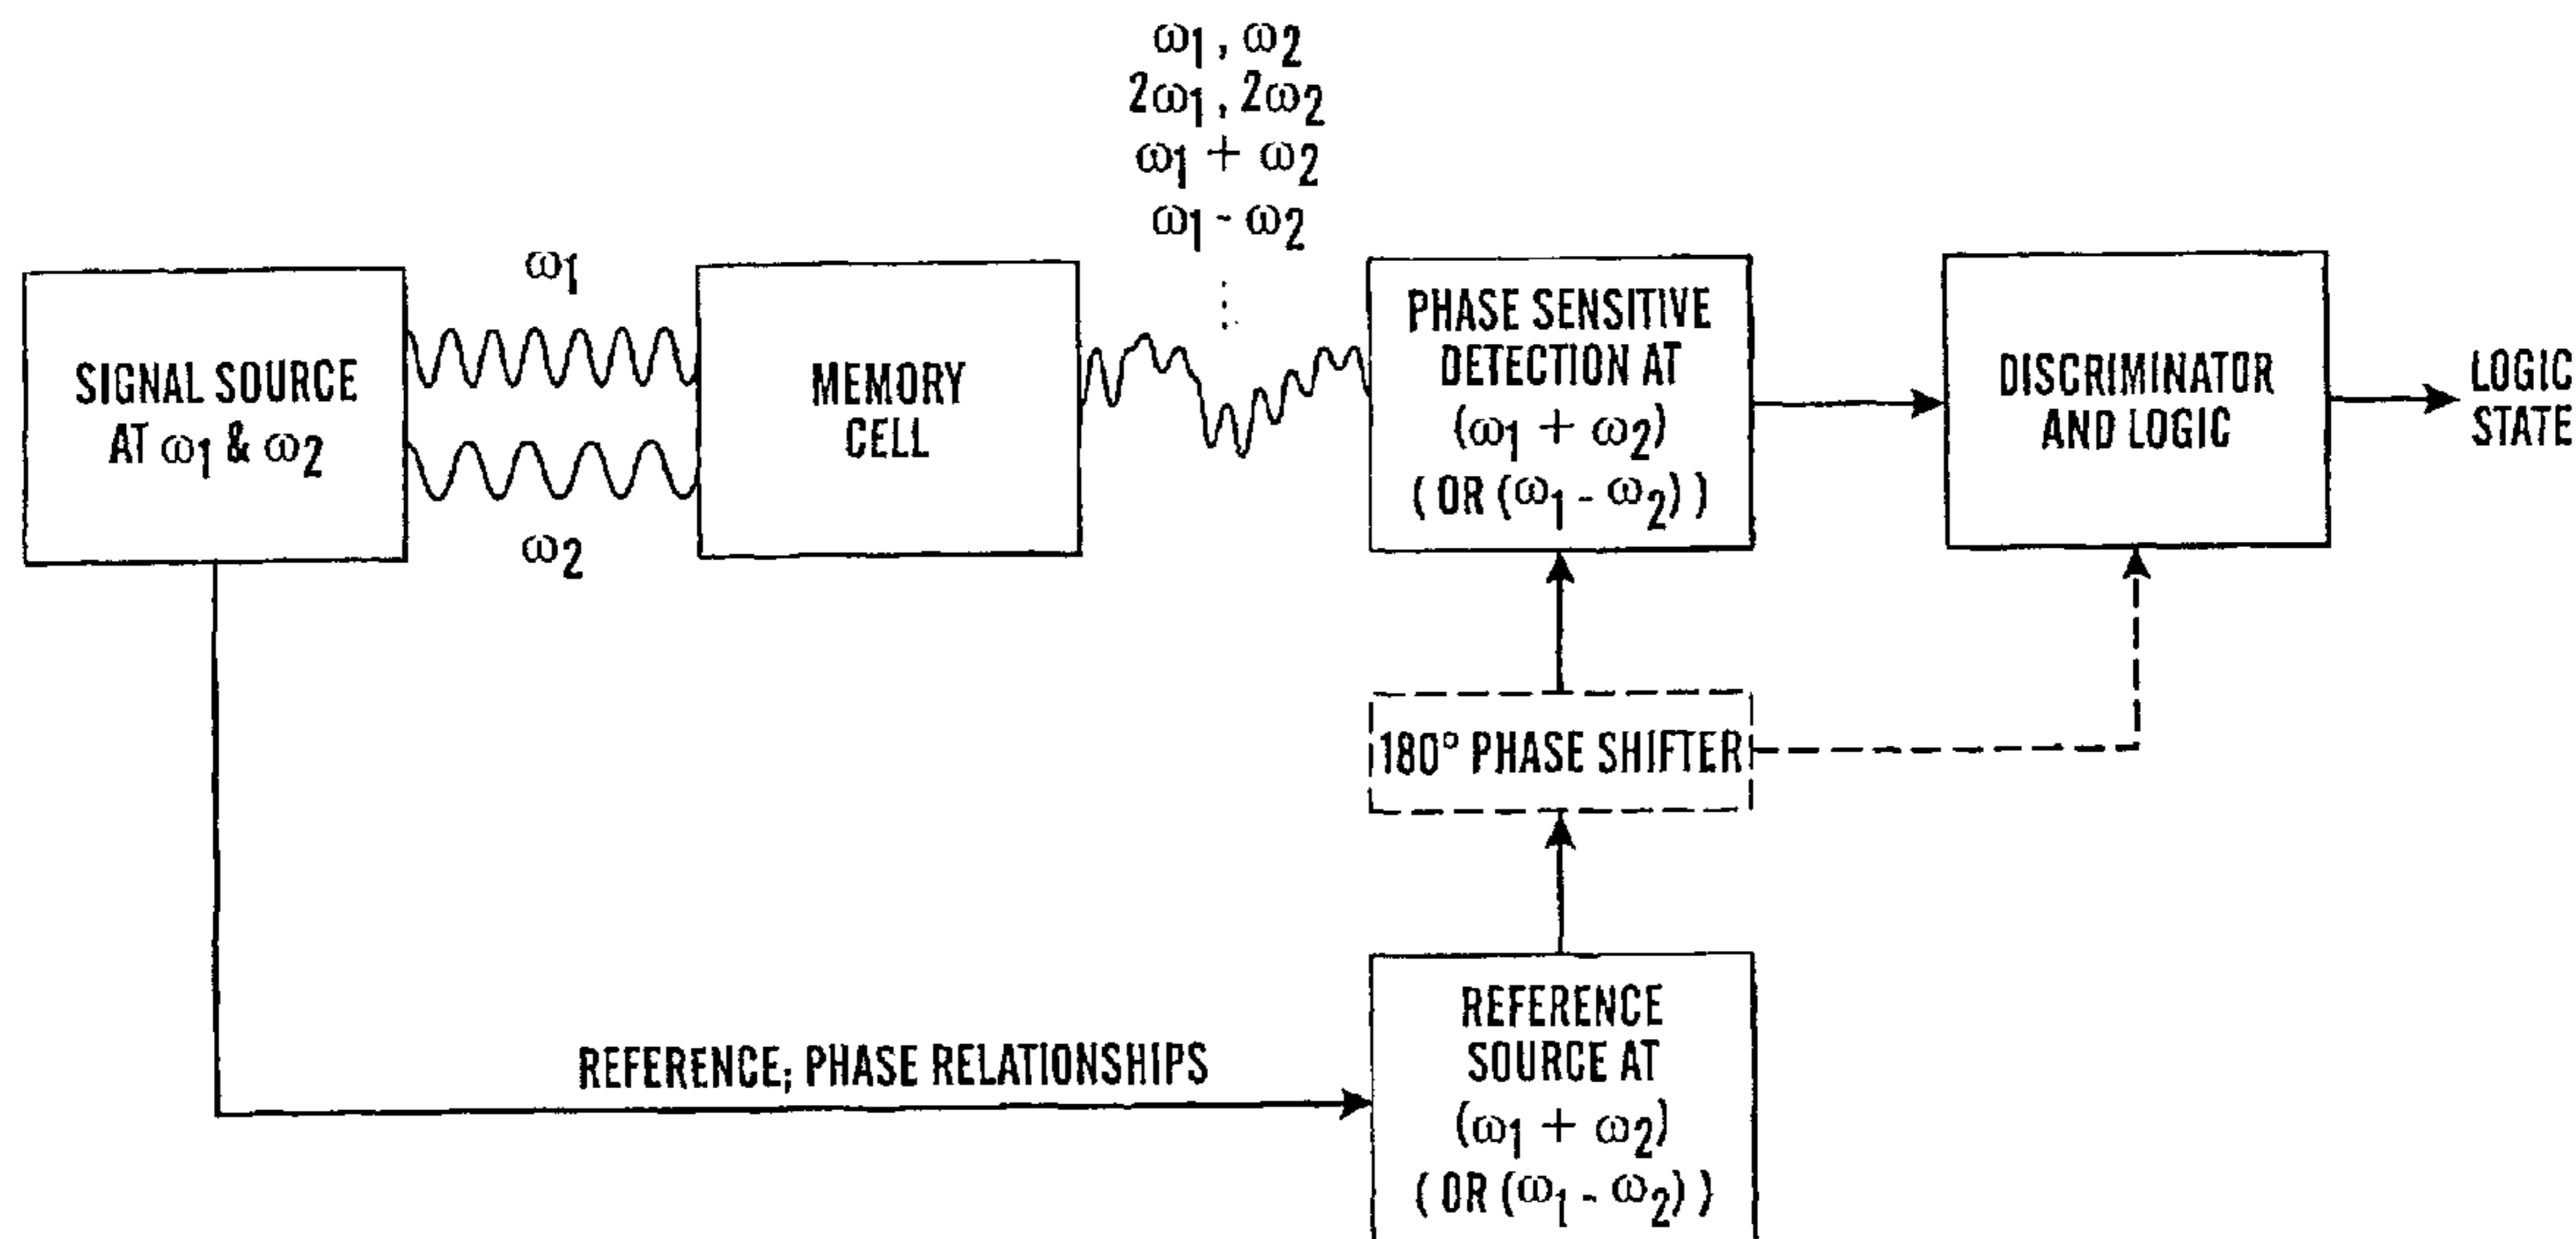 ω1, ω2
2ω1, 2ω2
ω1 + ω2
ω1 - ω2
⋮
ω1
ω2
SIGNAL SOURCE
AT ω1 & ω2
MEMORY
CELL
PHASE SENSITIVE
DETECTION AT
(ω1 + ω2)
( OR (ω1 - ω2) )
DISCRIMINATOR
AND LOGIC
LOGIC
STATE
180° PHASE SHIFTER
REFERENCE; PHASE RELATIONSHIPS
REFERENCE
SOURCE AT
(ω1 + ω2)
( OR (ω1 - ω2) )